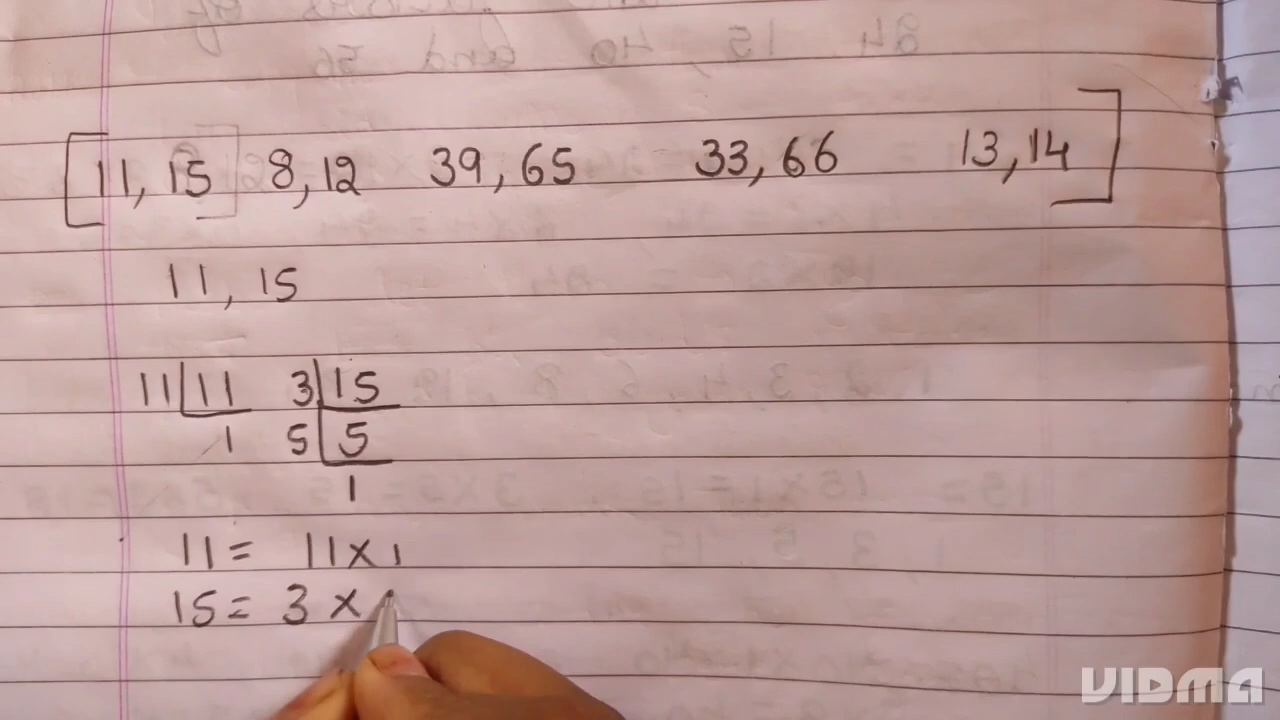 11, 15 8, 12 39, 65 33, 66 13, 14
11, 15
11 11 3 15
1 5 5
1
11 = 11 × 1
15 = 3 ×
VIDMA